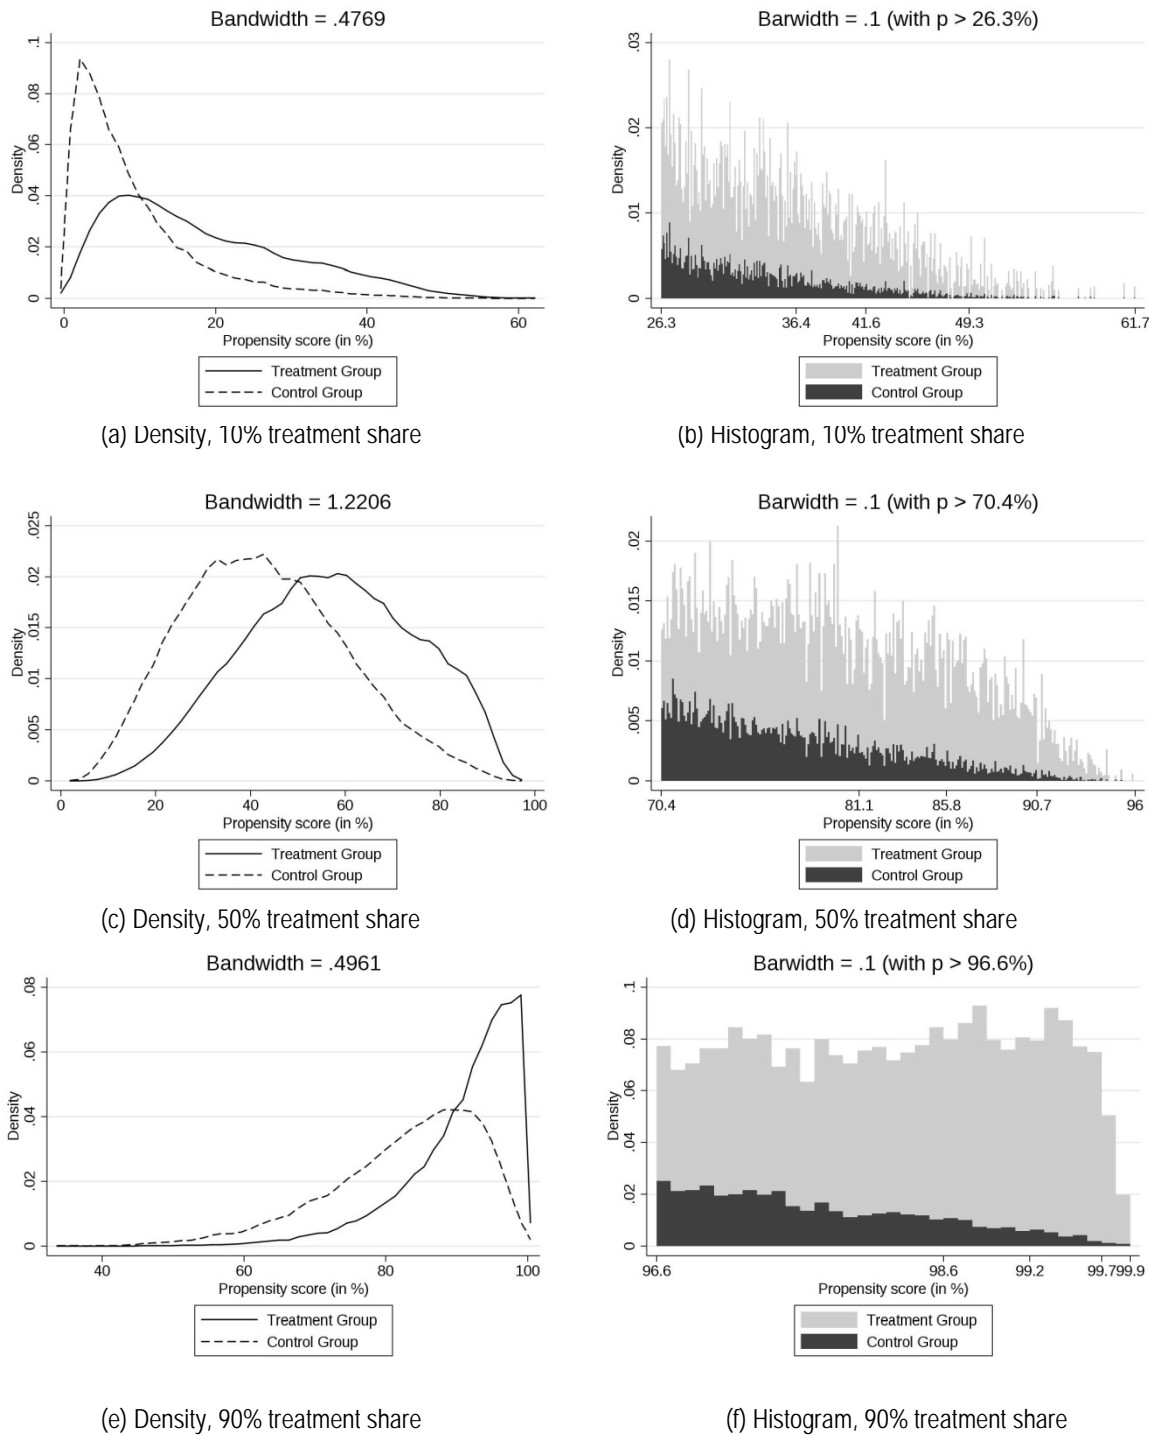 Bandwidth = .4769
.1
.08
.06
.04
.02
0
Density
0 20 40 60
Propensity score (in %)
Treatment Group
Control Group
(a) Density, 10% treatment share
Barwidth = .1 (with p > 26.3%)
.03
.02
.01
0
Density
26.3 36.4 41.6 49.3 61.7
Propensity score (in %)
Treatment Group
Control Group
(b) Histogram, 10% treatment share
Bandwidth = 1.2206
.025
.02
.015
.01
.005
0
Density
0 20 40 60 80 100
Propensity score (in %)
Treatment Group
Control Group
(c) Density, 50% treatment share
Barwidth = .1 (with p > 70.4%)
.02
.015
.01
.005
0
Density
70.4 81.1 85.8 90.7 96
Propensity score (in %)
Treatment Group
Control Group
(d) Histogram, 50% treatment share
Bandwidth = .4961
.08
.06
.04
.02
0
Density
40 60 80 100
Propensity score (in %)
Treatment Group
Control Group
(e) Density, 90% treatment share
Barwidth = .1 (with p > 96.6%)
.1
.08
.06
.04
.02
0
Density
96.6 98.6 99.2 99.799.9
Propensity score (in %)
Treatment Group
Control Group
(f) Histogram, 90% treatment share